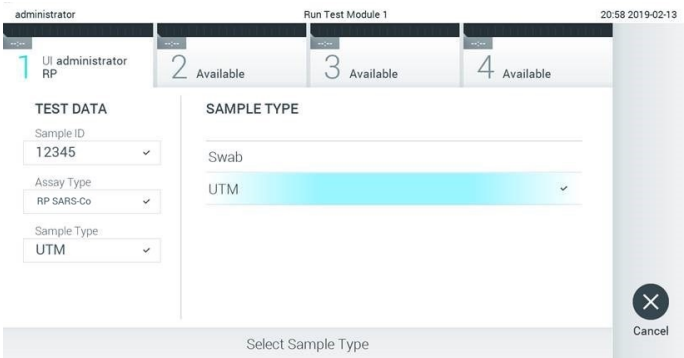 administrator
Run Test Module 1
20:58 2019-02-13
--:--
1 UI administrator
RP
--:--
2 Available
--:--
3 Available
--:--
4 Available
TEST DATA
Sample ID
12345
Assay Type
RP SARS-Co
Sample Type
UTM
SAMPLE TYPE
Swab
UTM
Cancel
Select Sample Type